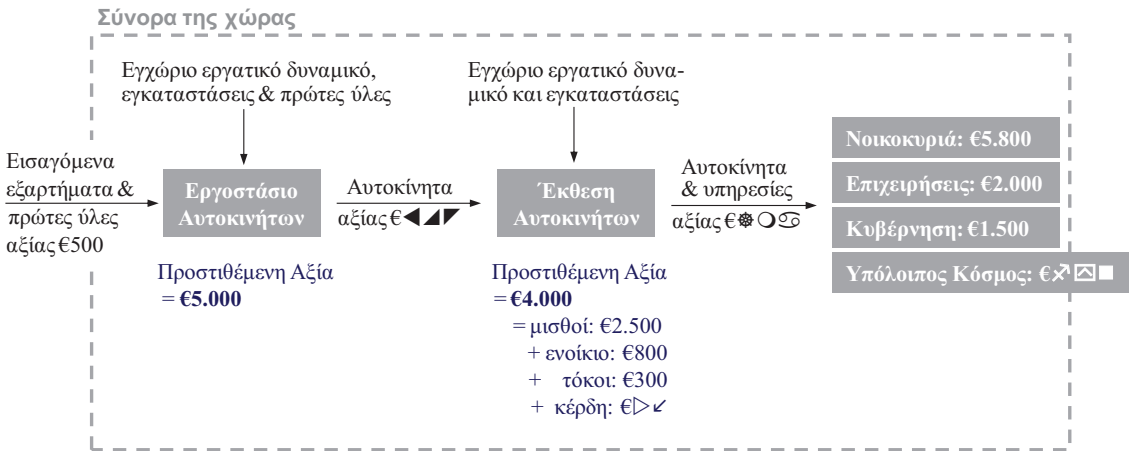 Σύνορα της χώρας
Εγχώριο εργατικό δυναμικό,
εγκαταστάσεις & πρώτες ύλες
Εγχώριο εργατικό δυνα-
μικό και εγκαταστάσεις
Εισαγόμενα
εξαρτήματα &
πρώτες ύλες
αξίας €500
Εργοστάσιο
Αυτοκινήτων
Αυτοκίνητα
αξίας €◀◢◤
Έκθεση
Αυτοκινήτων
Αυτοκίνητα
& υπηρεσίες
αξίας €☸❍♋
Νοικοκυριά: €5.800
Επιχειρήσεις: €2.000
Κυβέρνηση: €1.500
Υπόλοιπος Κόσμος: €♐⍓■
Προστιθέμενη Αξία
= €5.000
Προστιθέμενη Αξία
= €4.000
= μισθοί: €2.500
+ ενοίκιο: €800
+ τόκοι: €300
+ κέρδη: €▷↙